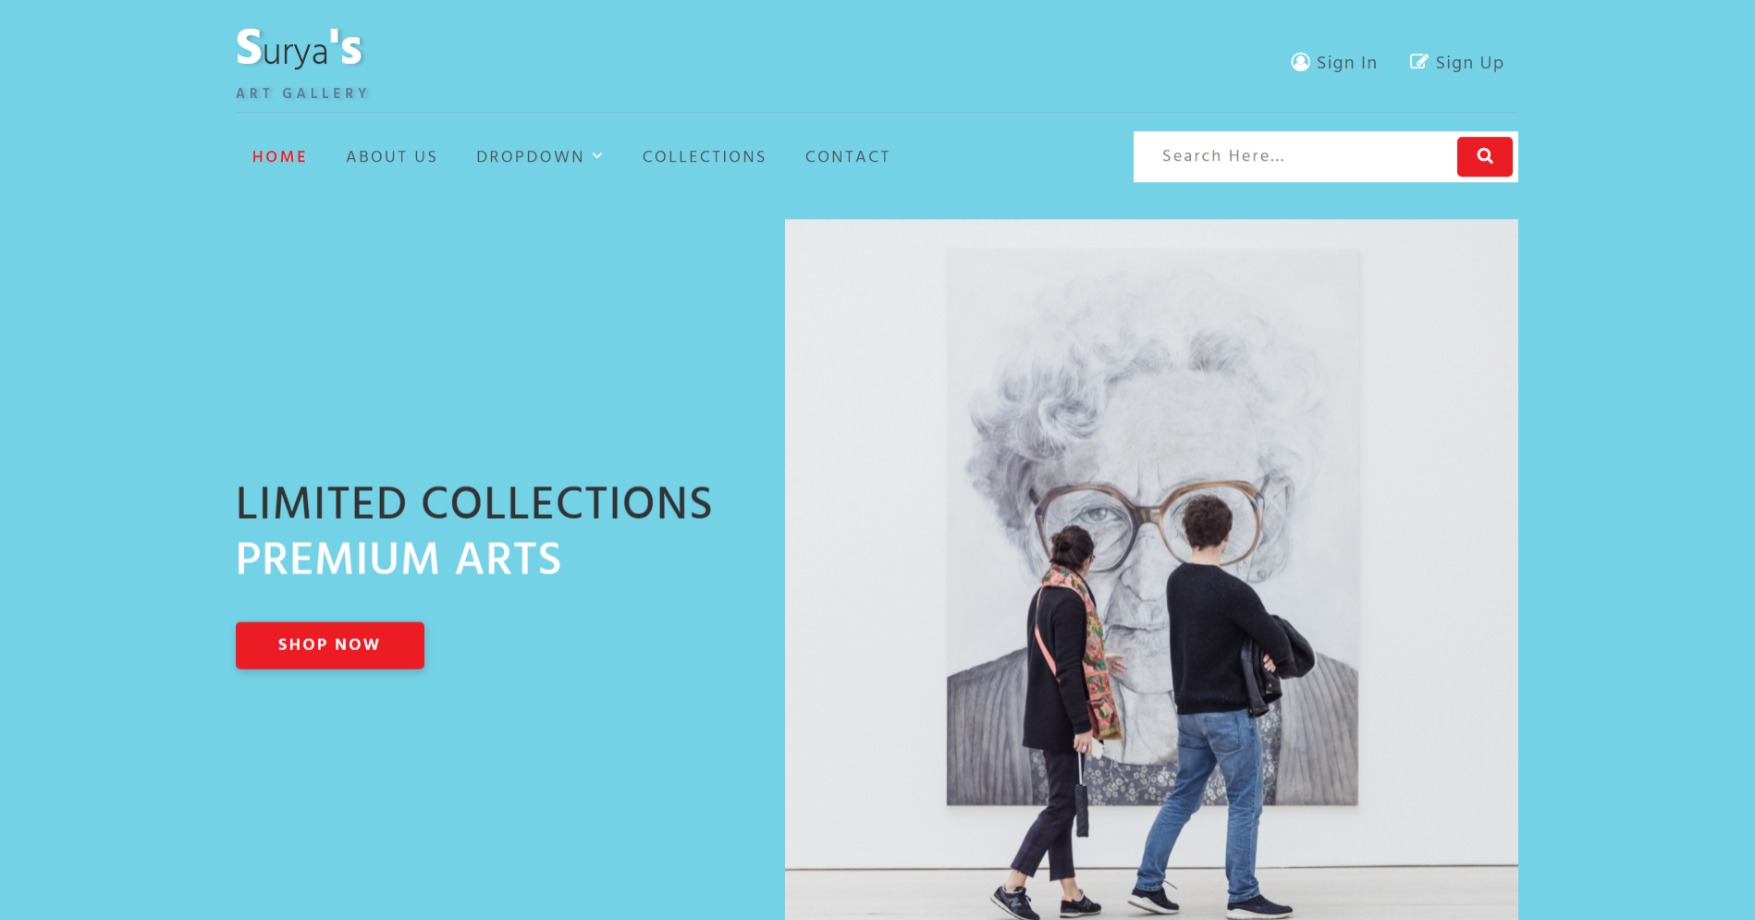 Surya's
ART GALLERY
Sign In
Sign Up
HOME
ABOUT US
DROPDOWN
COLLECTIONS
CONTACT
Search Here...
LIMITED COLLECTIONS
PREMIUM ARTS
SHOP NOW